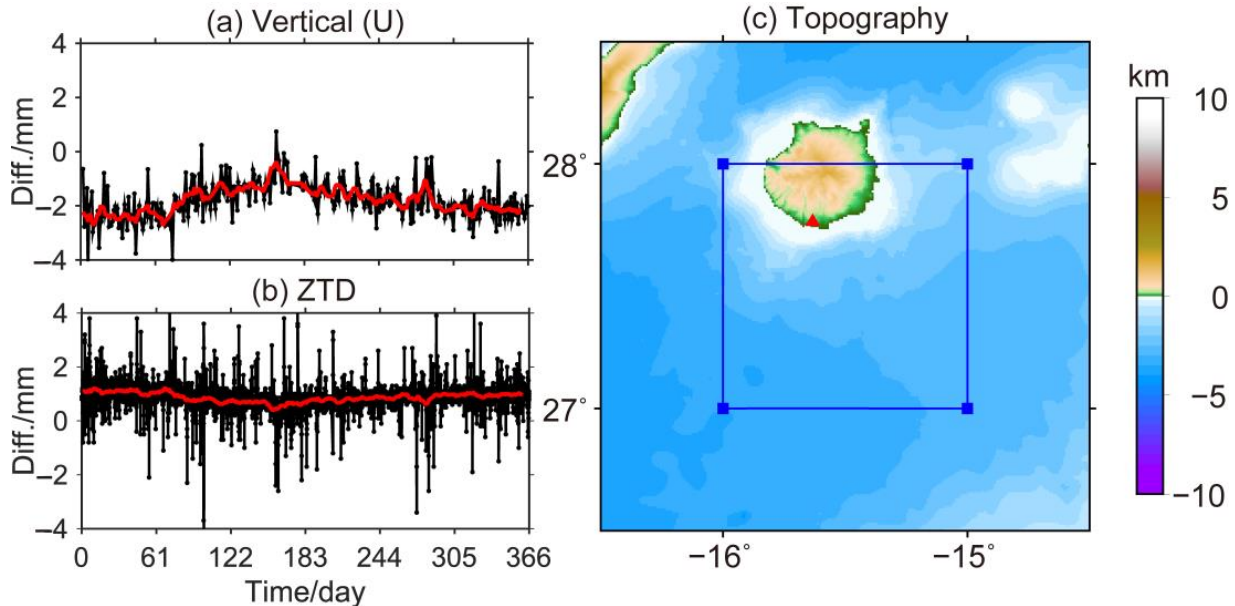 (a) Vertical (U)
4
2
0
−2
−4
Diff./mm
(b) ZTD
4
2
0
−2
−4
Diff./mm
0 61 122 183 244 305 366
Time/day
(c) Topography
28°
27°
−16° −15°
km
10
5
0
−5
−10